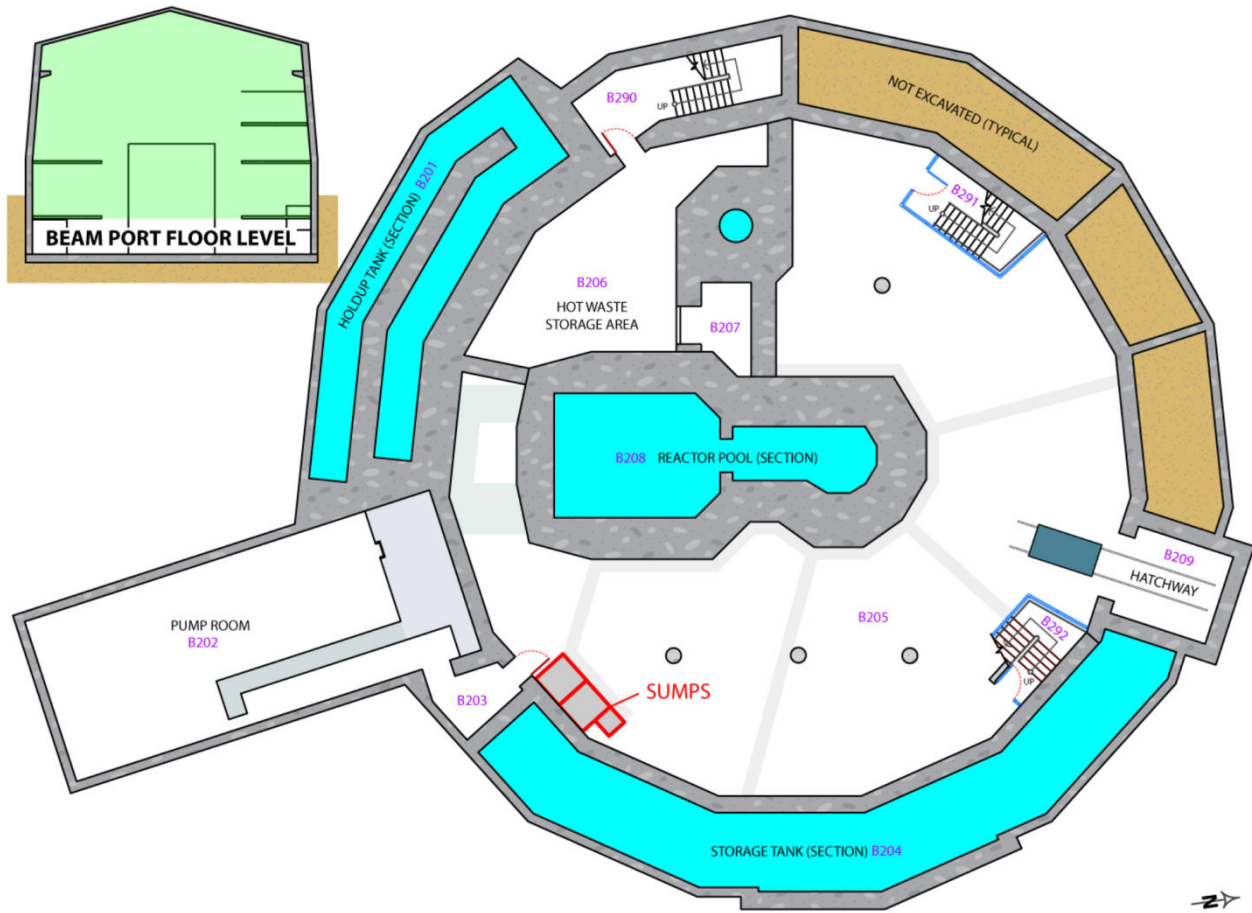 BEAM PORT FLOOR LEVEL
B290
UP
NOT EXCAVATED (TYPICAL)
HOLDUP TANK (SECTION) B201
B291
UP
B206
HOT WASTE
STORAGE AREA
B207
B208 REACTOR POOL (SECTION)
B209
HATCHWAY
PUMP ROOM
B202
B205
B292
UP
B203
SUMPS
STORAGE TANK (SECTION) B204
N